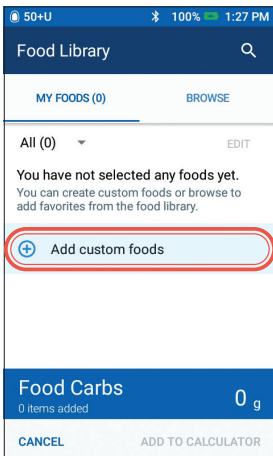 50+U 100% 1:27 PM
Food Library
MY FOODS (0) BROWSE
All (0) EDIT
You have not selected any foods yet.
You can create custom foods or browse to
add favorites from the food library.
Add custom foods
Food Carbs
0 items added
0 g
CANCEL ADD TO CALCULATOR